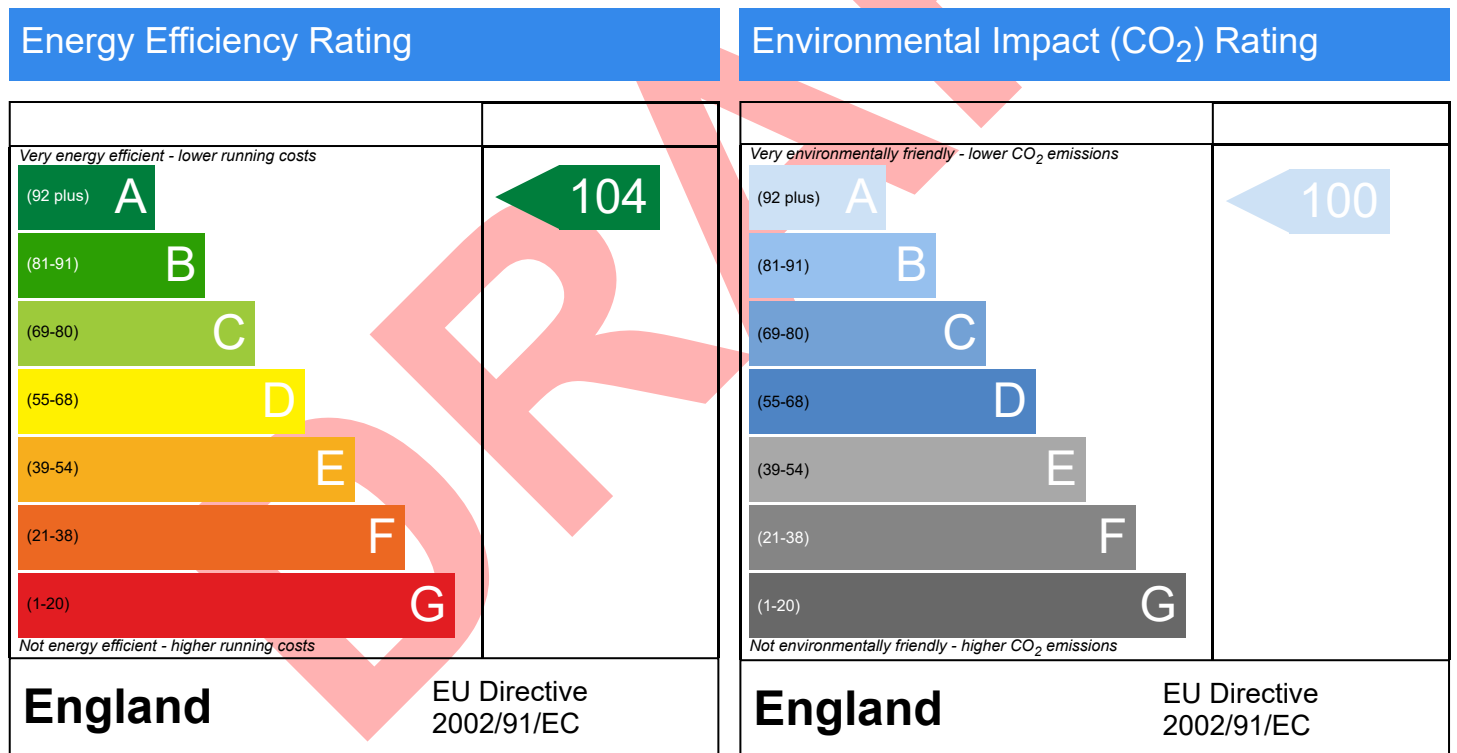 Energy Efficiency Rating
Very energy efficient - lower running costs
(92 plus) A
104
(81-91) B
(69-80) C
(55-68) D
(39-54) E
(21-38) F
(1-20) G
Not energy efficient - higher running costs
England
EU Directive
2002/91/EC
Environmental Impact (CO₂) Rating
Very environmentally friendly - lower CO₂ emissions
(92 plus) A
100
(81-91) B
(69-80) C
(55-68) D
(39-54) E
(21-38) F
(1-20) G
Not environmentally friendly - higher CO₂ emissions
England
EU Directive
2002/91/EC
DRA